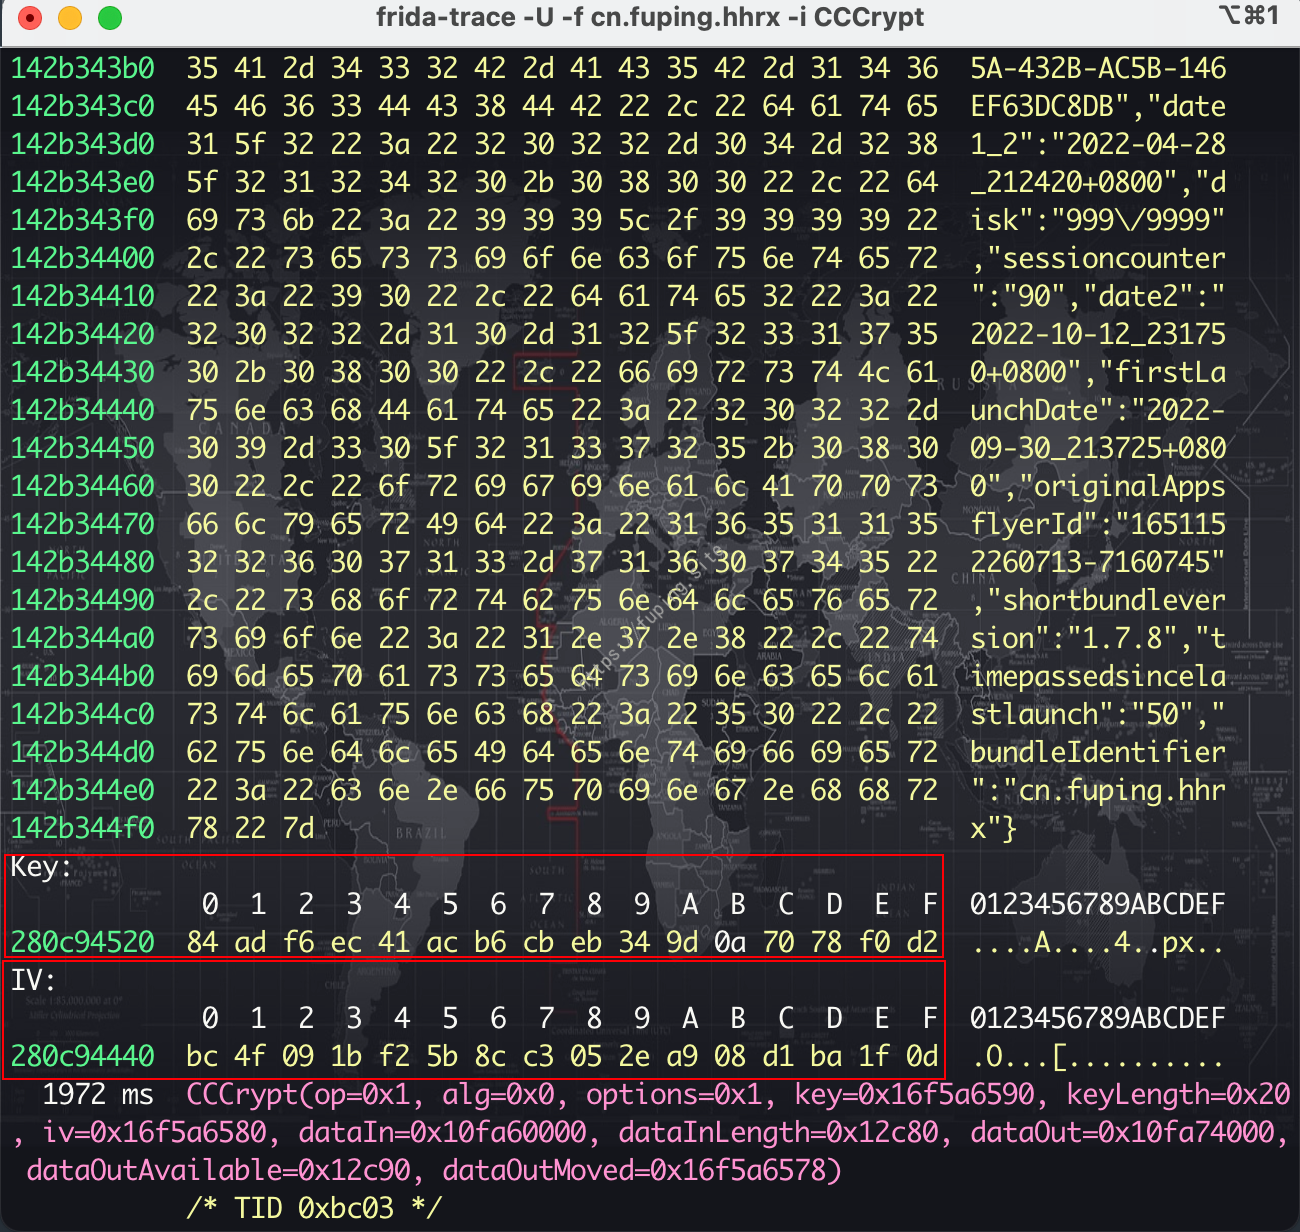 frida-trace -U -f cn.fuping.hhrx -i CCCrypt ⌥⌘1
142b343b0 35 41 2d 34 33 32 42 2d 41 43 35 42 2d 31 34 36 5A-432B-AC5B-146
142b343c0 45 46 36 33 44 43 38 44 42 22 2c 22 64 61 74 65 EF63DC8DB","date
142b343d0 31 5f 32 22 3a 22 32 30 32 32 2d 30 34 2d 32 38 1_2":"2022-04-28
142b343e0 5f 32 31 32 34 32 30 2b 30 38 30 30 22 2c 22 64 _212420+0800","d
142b343f0 69 73 6b 22 3a 22 39 39 39 5c 2f 39 39 39 39 22 isk":"999\/9999"
142b34400 2c 22 73 65 73 73 69 6f 6e 63 6f 75 6e 74 65 72 ,"sessioncounter
142b34410 22 3a 22 39 30 22 2c 22 64 61 74 65 32 22 3a 22 ":"90","date2":"
142b34420 32 30 32 32 2d 31 30 2d 31 32 5f 32 33 31 37 35 2022-10-12_23175
142b34430 30 2b 30 38 30 30 22 2c 22 66 69 72 73 74 4c 61 0+0800","firstLa
142b34440 75 6e 63 68 44 61 74 65 22 3a 22 32 30 32 32 2d unchDate":"2022-
142b34450 30 39 2d 33 30 5f 32 31 33 37 32 35 2b 30 38 30 09-30_213725+080
142b34460 30 22 2c 22 6f 72 69 67 69 6e 61 6c 41 70 70 73 0","originalApps
142b34470 66 6c 79 65 72 49 64 22 3a 22 31 36 35 31 31 35 flyerId":"165115
142b34480 32 32 36 30 37 31 33 2d 37 31 36 30 37 34 35 22 2260713-7160745"
142b34490 2c 22 73 68 6f 72 74 62 75 6e 64 6c 65 76 65 72 ,"shortbundlever
142b344a0 73 69 6f 6e 22 3a 22 31 2e 37 2e 38 22 2c 22 74 sion":"1.7.8","t
142b344b0 69 6d 65 70 61 73 73 65 64 73 69 6e 63 65 6c 61 imepassedsincela
142b344c0 73 74 6c 61 75 6e 63 68 22 3a 22 35 30 22 2c 22 stlaunch":"50","
142b344d0 62 75 6e 64 6c 65 49 64 65 6e 74 69 66 69 65 72 bundleIdentifier
142b344e0 22 3a 22 63 6e 2e 66 75 70 69 6e 67 2e 68 68 72 ":"cn.fuping.hhr
142b344f0 78 22 7d x"}
Key:
0 1 2 3 4 5 6 7 8 9 A B C D E F 0123456789ABCDEF
280c94520 84 ad f6 ec 41 ac b6 cb eb 34 9d 0a 70 78 f0 d2 ....A....4..px..
IV:
0 1 2 3 4 5 6 7 8 9 A B C D E F 0123456789ABCDEF
280c94440 bc 4f 09 1b f2 5b 8c c3 05 2e a9 08 d1 ba 1f 0d .O...[..........
1972 ms CCCrypt(op=0x1, alg=0x0, options=0x1, key=0x16f5a6590, keyLength=0x20
, iv=0x16f5a6580, dataIn=0x10fa60000, dataInLength=0x12c80, dataOut=0x10fa74000,
dataOutAvailable=0x12c90, dataOutMoved=0x16f5a6578)
/* TID 0xbc03 */